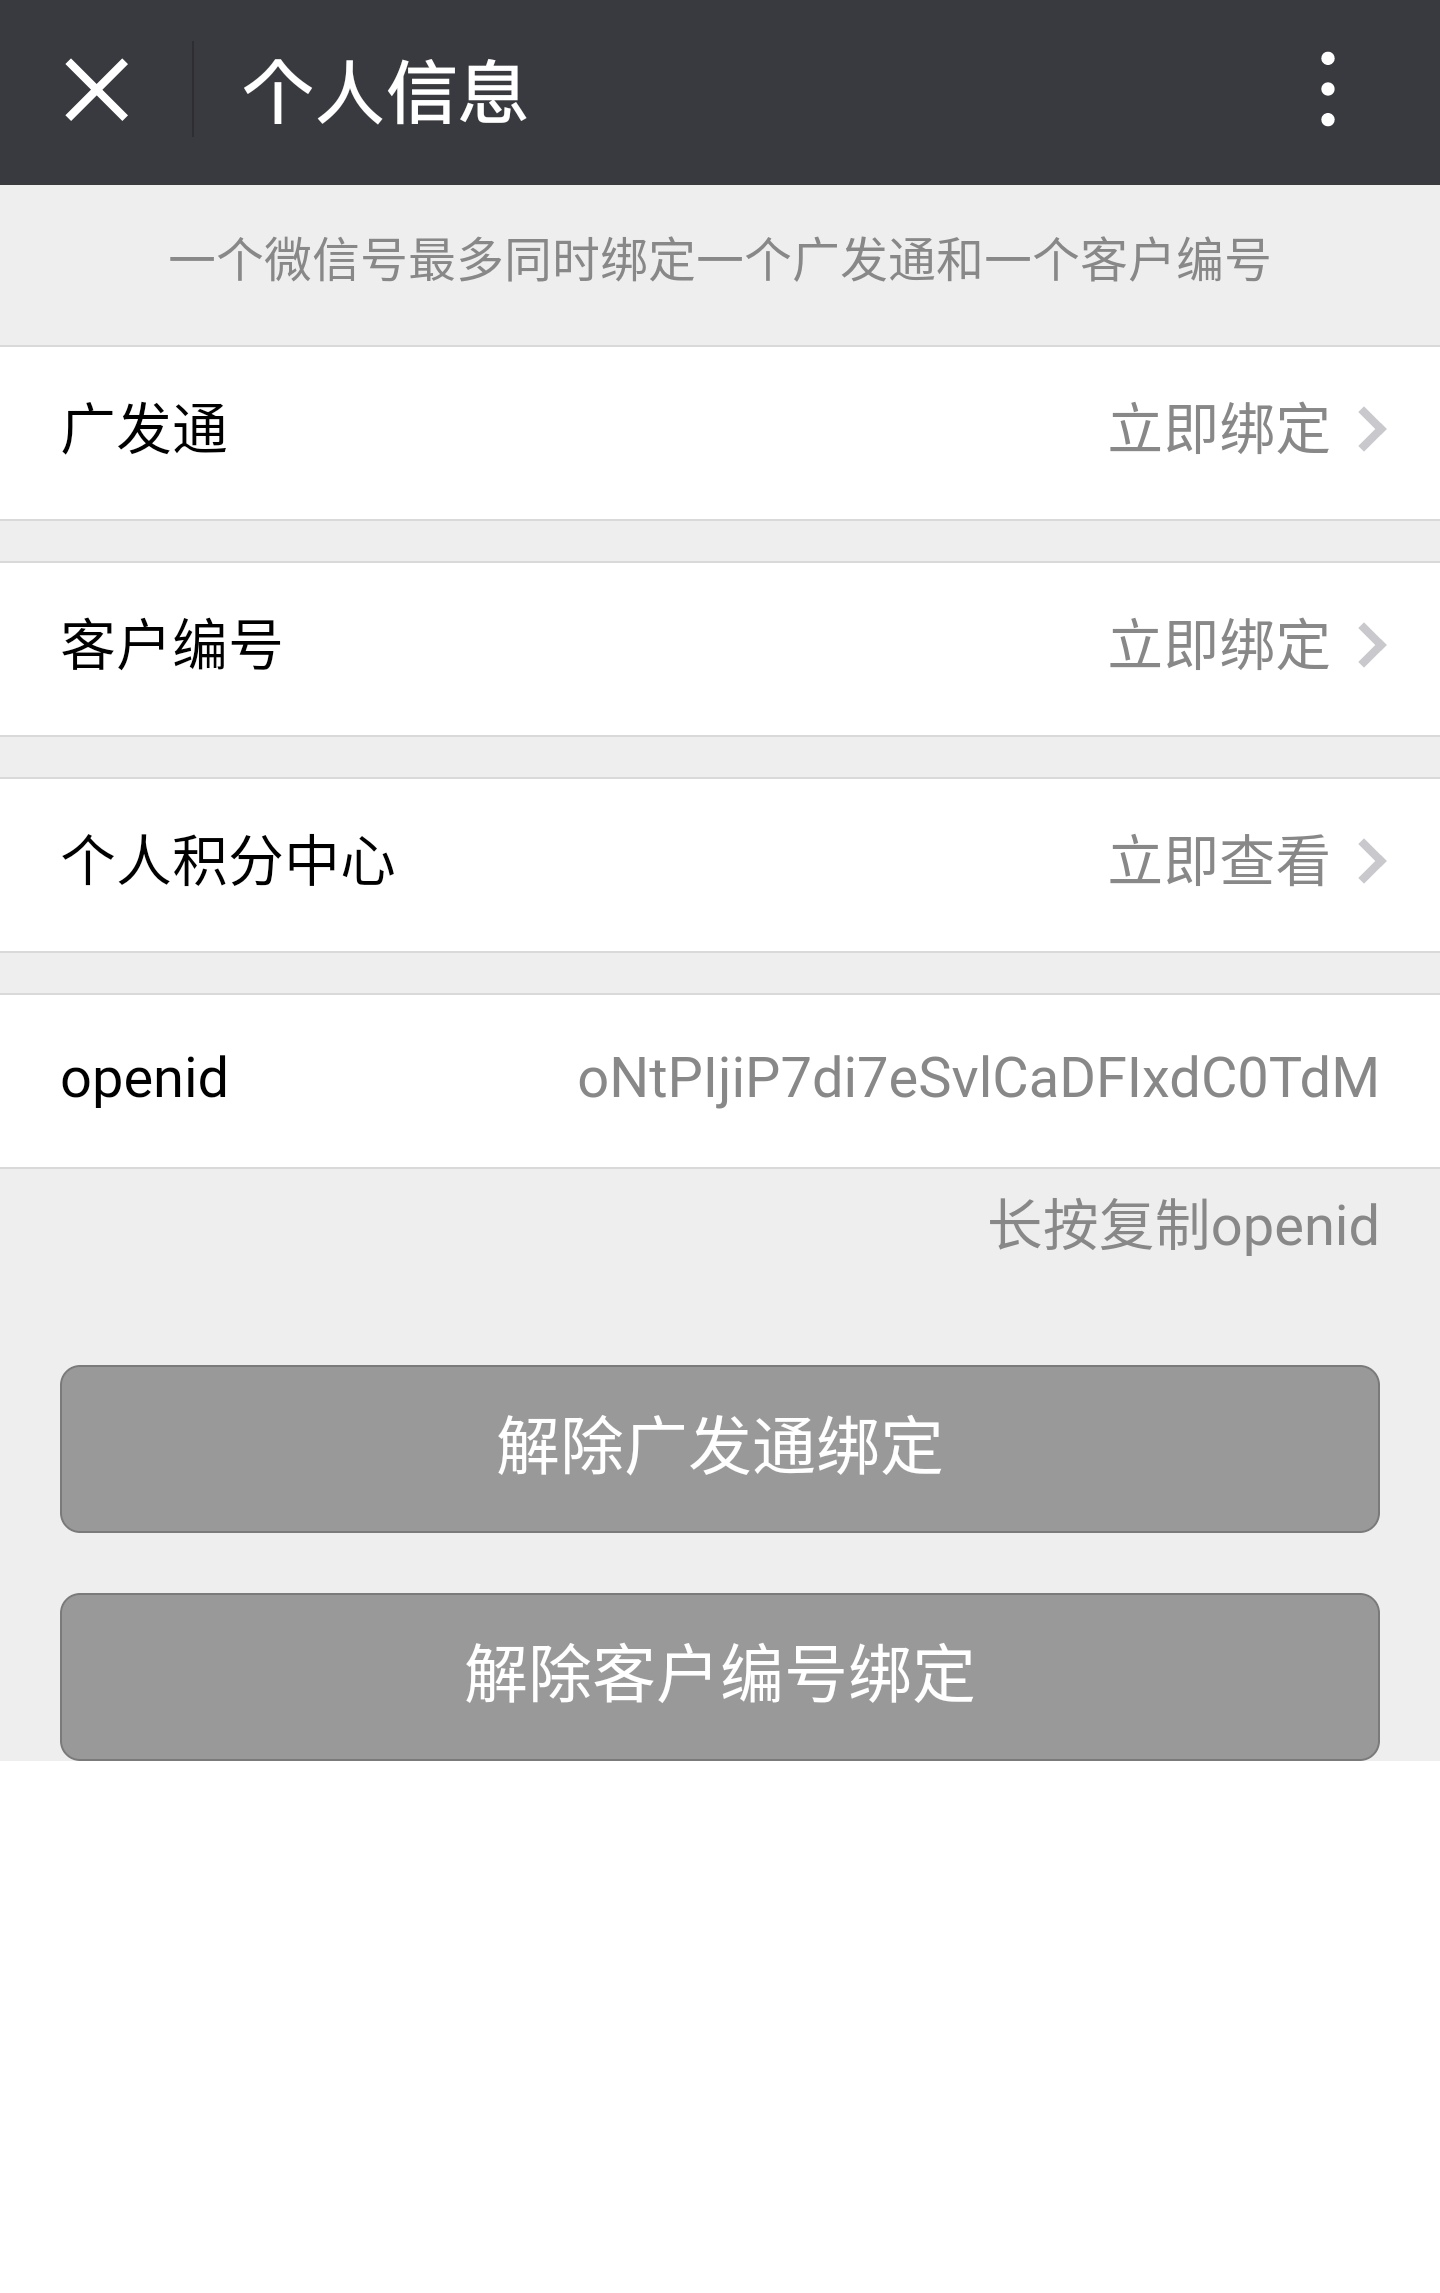 个人信息
一个微信号最多同时绑定一个广发通和一个客户编号
广发通 立即绑定
客户编号 立即绑定
个人积分中心 立即查看
openid oNtPIjiP7di7eSvlCaDFIxdC0TdM
长按复制openid
解除广发通绑定
解除客户编号绑定